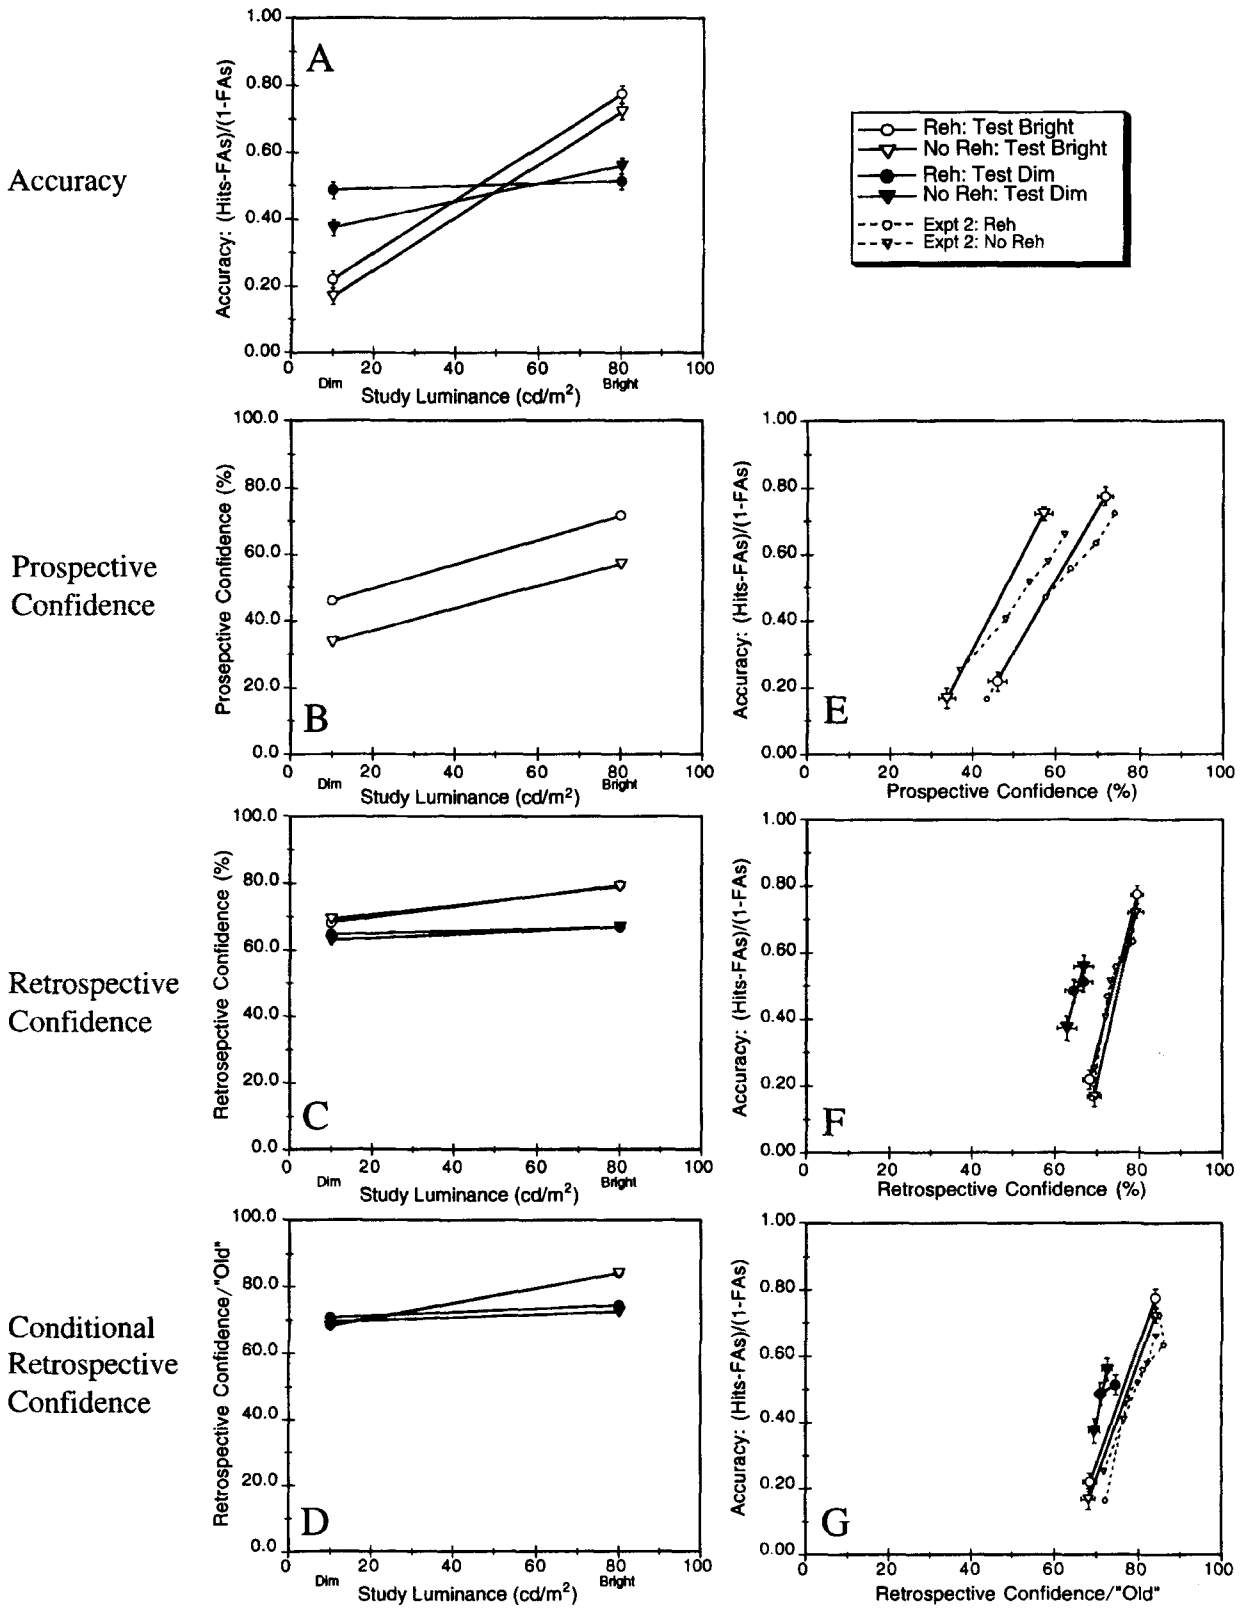 Accuracy
A
Accuracy: (Hits-FAs)/(1-FAs)
1.00
0.80
0.60
0.40
0.20
0.00
0 20 40 60 80 100
Dim Bright
Study Luminance (cd/m²)
Reh: Test Bright
No Reh: Test Bright
Reh: Test Dim
No Reh: Test Dim
Expt 2: Reh
Expt 2: No Reh
Prospective
Confidence
B
Prosepctive Confidence (%)
100.0
80.0
60.0
40.0
20.0
0.0
0 20 40 60 80 100
Dim Bright
Study Luminance (cd/m²)
E
Accuracy: (Hits-FAs)/(1-FAs)
1.00
0.80
0.60
0.40
0.20
0.00
0 20 40 60 80 100
Prospective Confidence (%)
Retrospective
Confidence
C
Retrosepctive Confidence (%)
100.0
80.0
60.0
40.0
20.0
0.0
0 20 40 60 80 100
Dim Bright
Study Luminance (cd/m²)
F
Accuracy: (Hits-FAs)/(1-FAs)
1.00
0.80
0.60
0.40
0.20
0.00
0 20 40 60 80 100
Retrospective Confidence (%)
Conditional
Retrospective
Confidence
D
Retrospective Confidence/"Old"
100.0
80.0
60.0
40.0
20.0
0.0
0 20 40 60 80 100
Dim Bright
Study Luminance (cd/m²)
G
Accuracy: (Hits-FAs)/(1-FAs)
1.00
0.80
0.60
0.40
0.20
0.00
0 20 40 60 80 100
Retrospective Confidence/"Old"